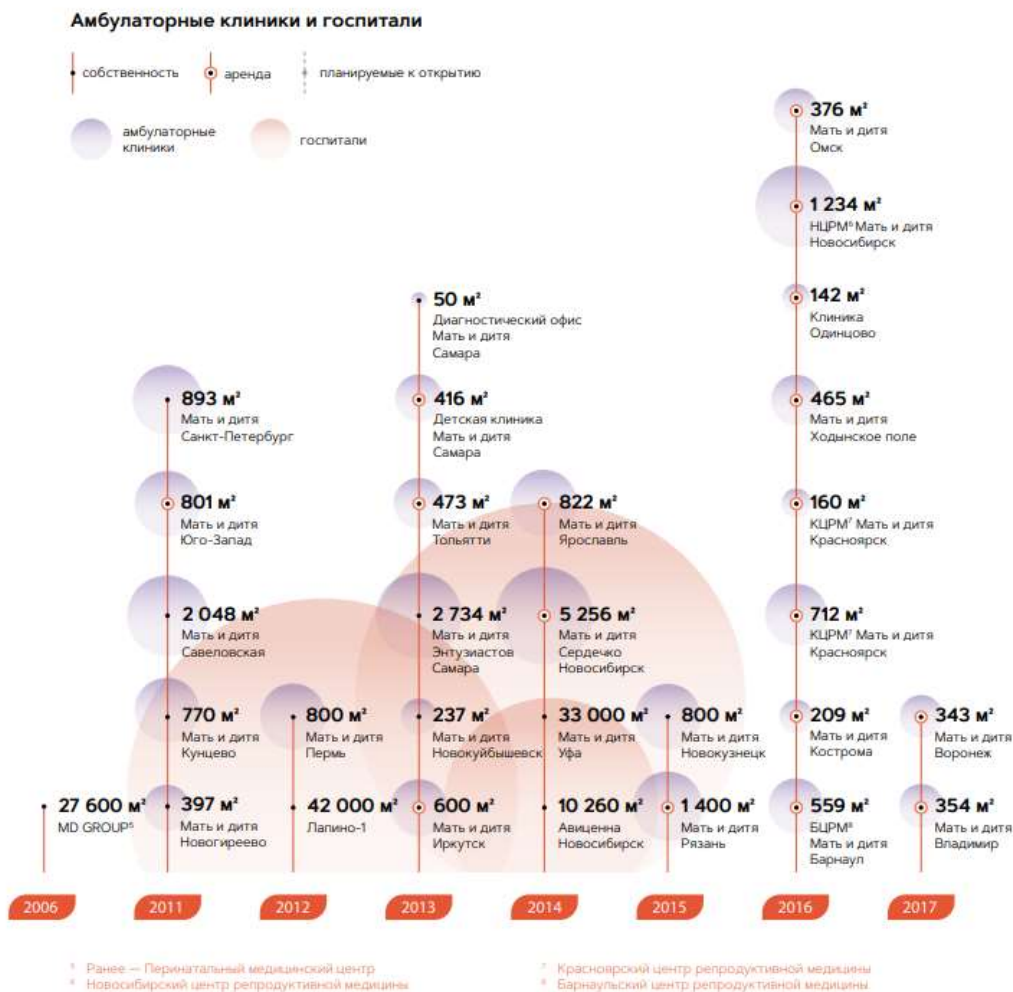 Амбулаторные клиники и госпитали
собственность
аренда
планируемые к открытию
амбулаторные
клиники
госпитали
27 600 м²
MD GROUP⁵
2006
893 м²
Мать и дитя
Санкт-Петербург
801 м²
Мать и дитя
Юго-Запад
2 048 м²
Мать и дитя
Савеловская
770 м²
Мать и дитя
Кунцево
397 м²
Мать и дитя
Новогиреево
2011
800 м²
Мать и дитя
Пермь
42 000 м²
Лапино-1
2012
50 м²
Диагностический офис
Мать и дитя
Самара
416 м²
Детская клиника
Мать и дитя
Самара
473 м²
Мать и дитя
Тольятти
2 734 м²
Мать и дитя
Энтузиастов
Самара
237 м²
Мать и дитя
Новокуйбышевск
600 м²
Мать и дитя
Иркутск
2013
822 м²
Мать и дитя
Ярославль
5 256 м²
Мать и дитя
Сердечко
Новосибирск
33 000 м²
Мать и дитя
Уфа
10 260 м²
Авиценна
Новосибирск
2014
800 м²
Мать и дитя
Новокузнецк
1 400 м²
Мать и дитя
Рязань
2015
376 м²
Мать и дитя
Омск
1 234 м²
НЦРМ⁶ Мать и дитя
Новосибирск
142 м²
Клиника
Одинцово
465 м²
Мать и дитя
Ходынское поле
160 м²
КЦРМ⁷ Мать и дитя
Красноярск
712 м²
КЦРМ⁷ Мать и дитя
Красноярск
209 м²
Мать и дитя
Кострома
559 м²
БЦРМ⁸
Мать и дитя
Барнаул
2016
343 м²
Мать и дитя
Воронеж
354 м²
Мать и дитя
Владимир
2017
⁵ Ранее — Перинатальный медицинский центр
⁶ Новосибирский центр репродуктивной медицины
⁷ Красноярский центр репродуктивной медицины
⁸ Барнаульский центр репродуктивной медицины